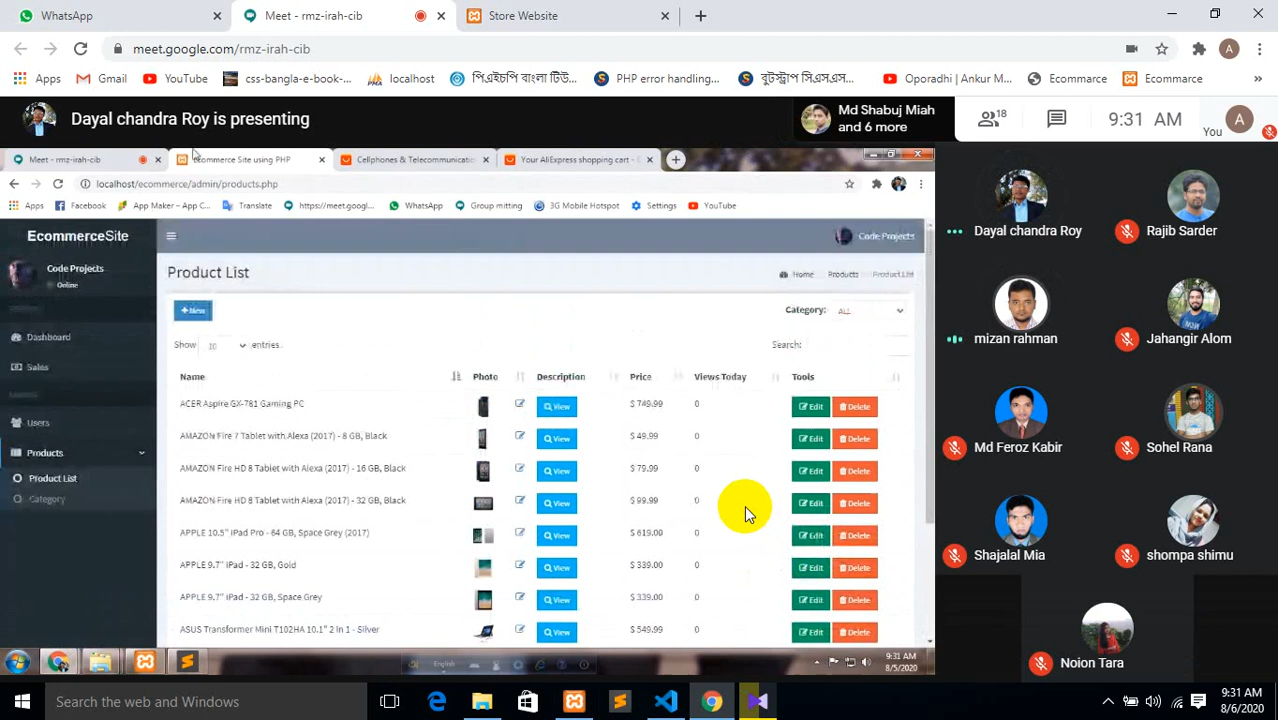 WhatsApp
Meet - rmz-irah-cib
Store Website
meet.google.com/rmz-irah-cib
Apps
Gmail
YouTube
css-bangla-e-book-...
localhost
পিএইচপি বাংলা টিউ...
PHP error handling...
বুটস্ট্রাপ সিএসএস...
Oporadhi | Ankur M...
Ecommerce
Ecommerce
»
Dayal chandra Roy is presenting
Md Shabuj Miah
and 6 more
18
9:31 AM
You
A
Meet - rmz-irah-cib
Ecommerce Site using PHP
Cellphones & Telecommunicatio
Your AliExpress shopping cart - E
localhost/ecommerce/admin/products.php
Apps
Facebook
App Maker – App C...
Translate
https://meet.googl...
WhatsApp
Group mitting
3G Mobile Hotspot
Settings
YouTube
EcommerceSite
Code Projects
Code Projects
Online
Dashboard
Sales
Users
Products
Product List
Category
Product List
Home
Products
Product List
+ New
Category: ALL
Show 10 entries.
Search:
Name Photo Description Price Views Today Tools
ACER Aspire GX-781 Gaming PC View $ 749.99 0 Edit Delete
AMAZON Fire 7 Tablet with Alexa (2017) - 8 GB, Black View $ 49.99 0 Edit Delete
AMAZON Fire HD 8 Tablet with Alexa (2017) - 16 GB, Black View $ 79.99 0 Edit Delete
AMAZON Fire HD 8 Tablet with Alexa (2017) - 32 GB, Black View $ 99.99 0 Edit Delete
APPLE 10.5" iPad Pro - 64 GB, Space Grey (2017) View $ 619.00 0 Edit Delete
APPLE 9.7" iPad - 32 GB, Gold View $ 339.00 0 Edit Delete
APPLE 9.7" iPad - 32 GB, Space Grey View $ 339.00 0 Edit Delete
ASUS Transformer Mini T102HA 10.1" 2 in 1 - Silver View $ 549.99 0 Edit Delete
English
9:31 AM
8/5/2020
Dayal chandra Roy
Rajib Sarder
mizan rahman
Jahangir Alom
Md Feroz Kabir
Sohel Rana
Shajalal Mia
shompa shimu
Noion Tara
Search the web and Windows
9:31 AM
8/6/2020